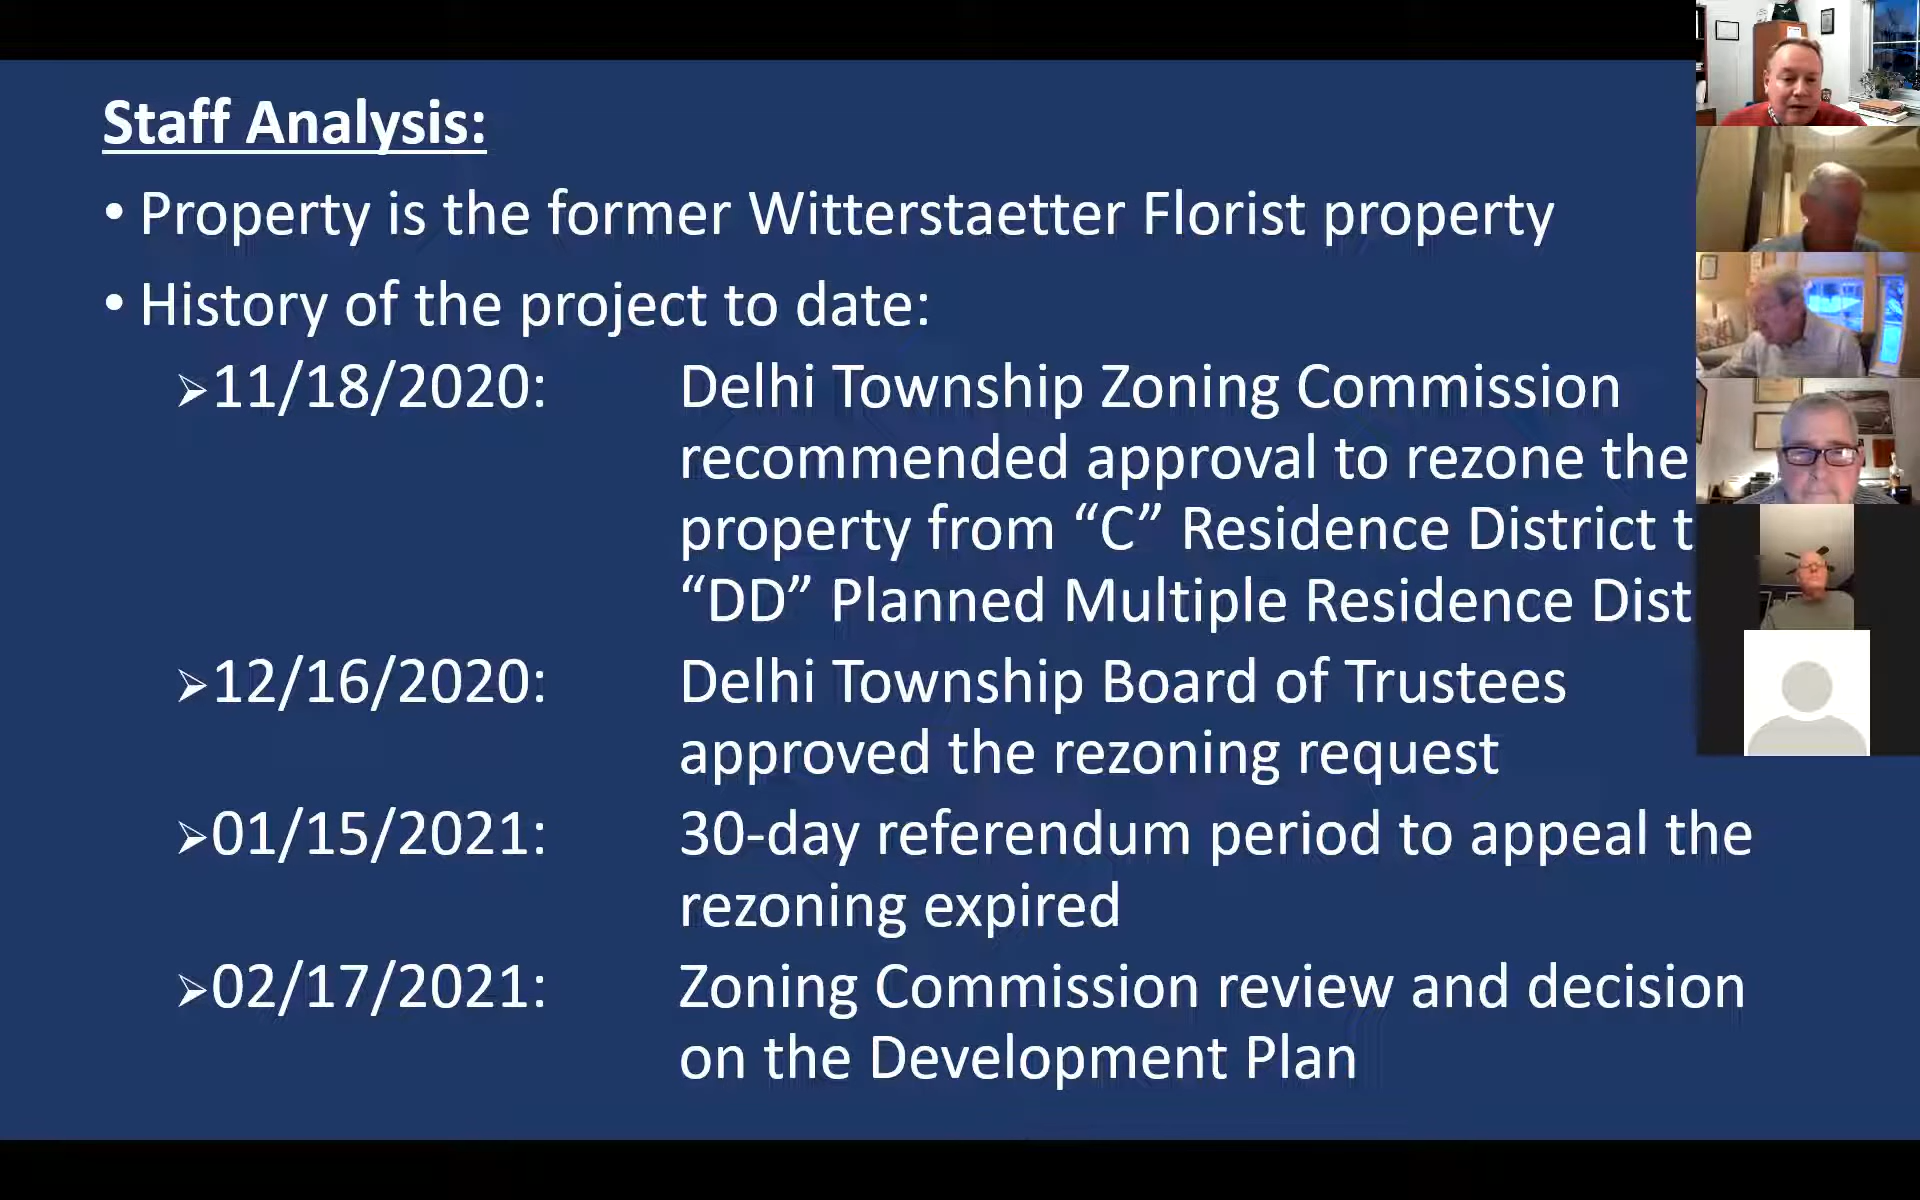 Staff Analysis:
• Property is the former Witterstaetter Florist property
• History of the project to date:
➢11/18/2020: Delhi Township Zoning Commission
recommended approval to rezone the
property from “C” Residence District t
“DD” Planned Multiple Residence Dist
➢12/16/2020: Delhi Township Board of Trustees
approved the rezoning request
➢01/15/2021: 30-day referendum period to appeal the
rezoning expired
➢02/17/2021: Zoning Commission review and decision
on the Development Plan